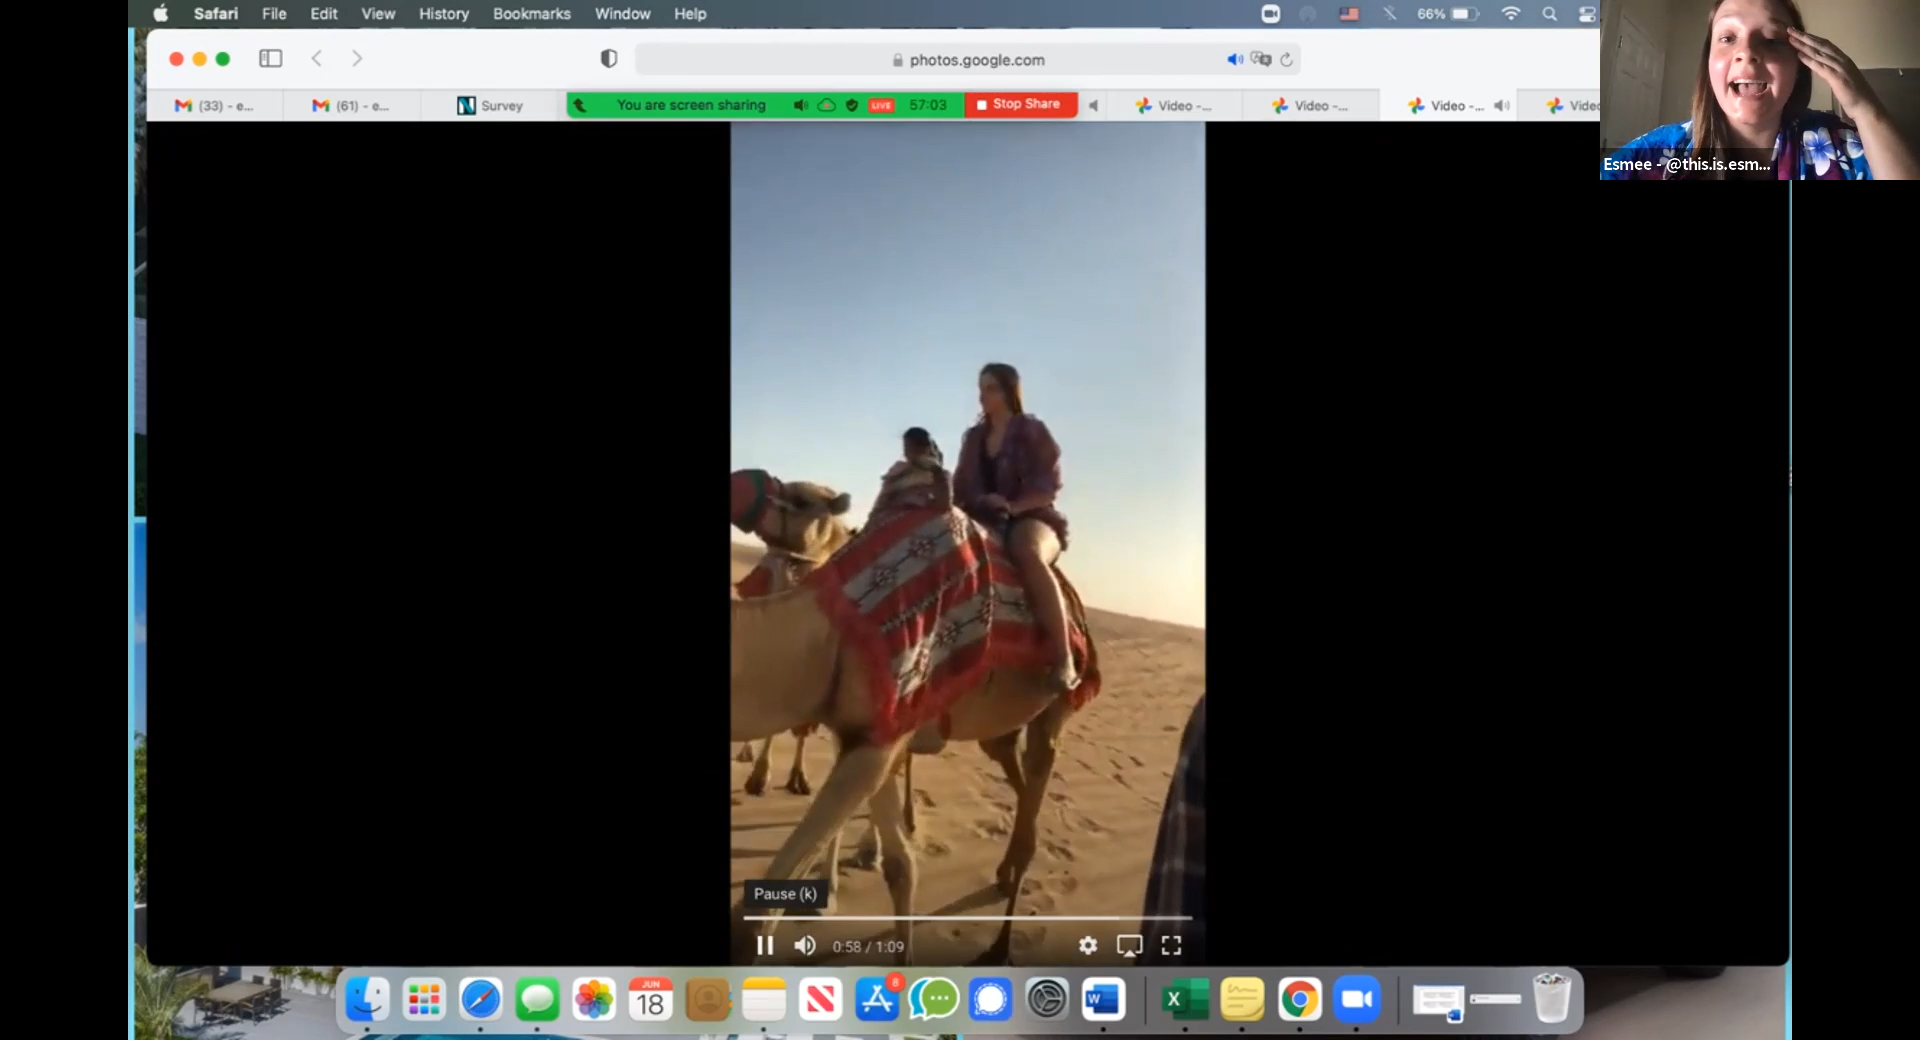 Safari File Edit View History Bookmarks Window Help 66%
photos.google.com
(33) - e... (61) - e... Survey You are screen sharing LIVE 57:03 Stop Share Video -... Video -... Video -...
Esmee - @this.is.esm...
Pause (k)
0:58 / 1:09
JUN
18
8
W
X